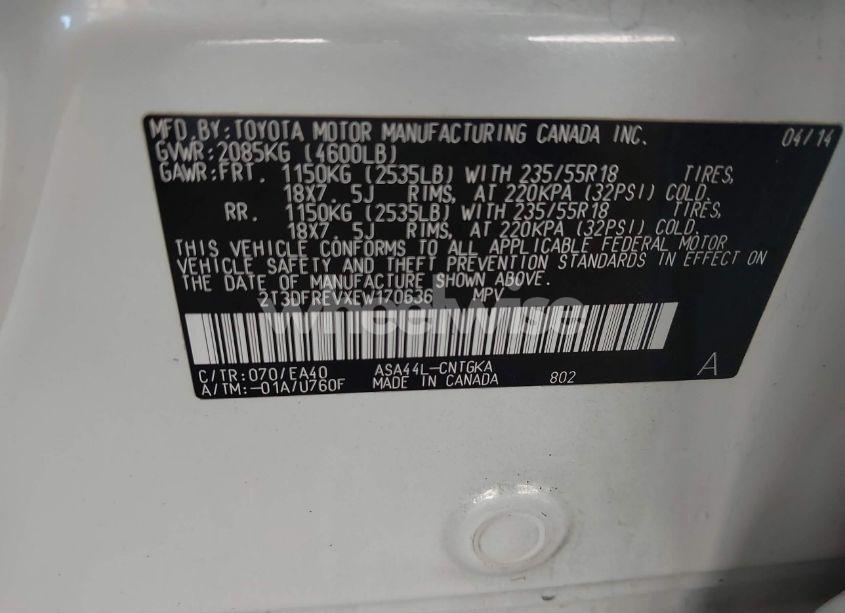 MFD. BY: TOYOTA MOTOR MANUFACTURING CANADA INC. 04/14
GVWR: 2085KG (4600LB)
GAWR: FRT. 1150KG (2535LB) WITH 235/55R18 TIRES,
18X7. 5J RIMS, AT 220KPA (32PSI) COLD.
RR. 1150KG (2535LB) WITH 235/55R18 TIRES,
18X7. 5J RIMS, AT 220KPA (32PSI) COLD.
THIS VEHICLE CONFORMS TO ALL APPLICABLE FEDERAL MOTOR
VEHICLE SAFETY AND THEFT PREVENTION STANDARDS IN EFFECT ON
THE DATE OF MANUFACTURE SHOWN ABOVE.
2T3DFREVXEW170636 MPV
wheelwise
C/TR: 070/EA40 ASA44L-CNTGKA A
A/TM: -01A/U760F MADE IN CANADA 802